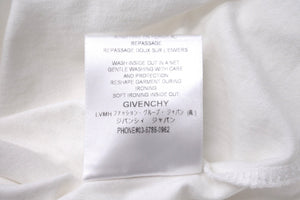 REPASSAGE
REPASSAGE DOUX SUR L'ENVERS
WASH INSIDE OUT IN A NET
GENTLE WASHING WITH CARE
AND PROTECTION
RESHAPE GARMENT DURING
IRONING
SOFT IRONING INSIDE OUT
GIVENCHY
LVMH ファッション・グループ・ジャパン(株)
ジバンシィ ジャパン
PHONE#03-5785-0962